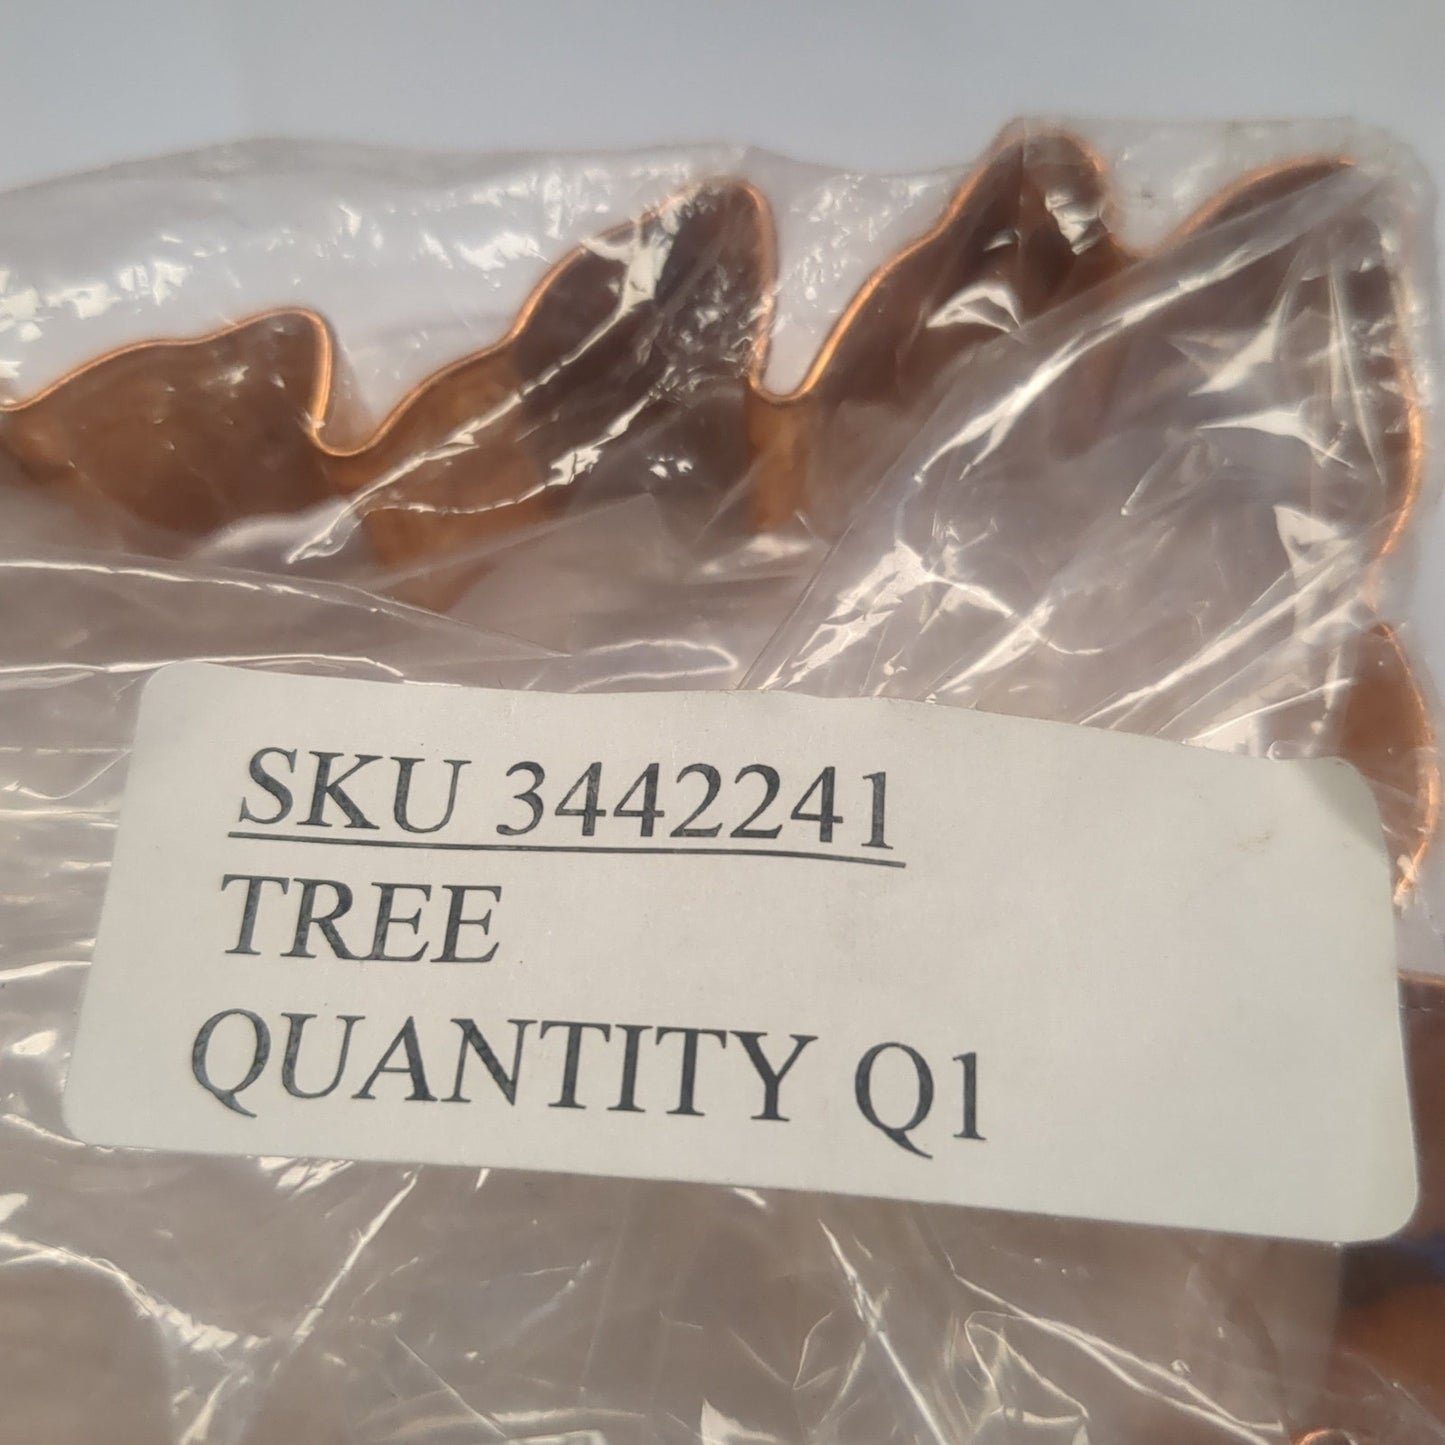 SKU 3442241
TREE
QUANTITY Q1